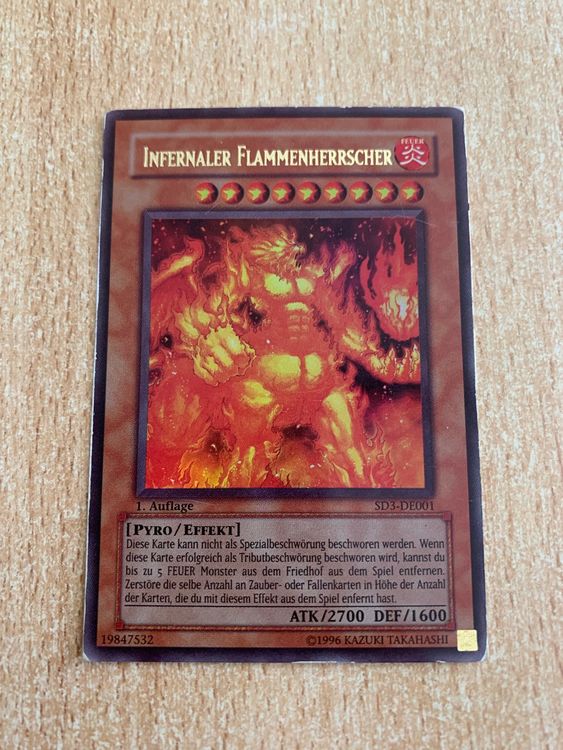 INFERNALER FLAMMENHERRSCHER
FEUER
炎
1. Auflage
SD3-DE001
[PYRO/EFFEKT]
Diese Karte kann nicht als Spezialbeschwörung beschworen werden. Wenn
diese Karte erfolgreich als Tributbeschwörung beschworen wird, kannst du
bis zu 5 FEUER Monster aus dem Friedhof aus dem Spiel entfernen.
Zerstöre die selbe Anzahl an Zauber- oder Fallenkarten in Höhe der Anzahl
der Karten, die du mit diesem Effekt aus dem Spiel enfernt hast.
ATK/2700 DEF/1600
19847532
©1996 KAZUKI TAKAHASHI